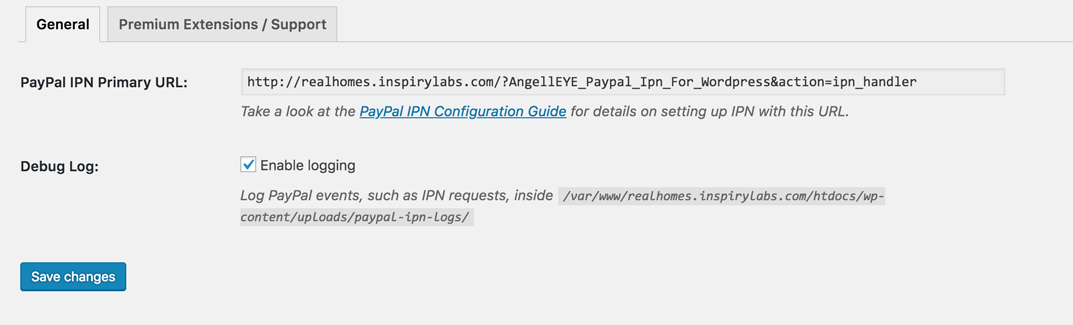 General
Premium Extensions / Support
PayPal IPN Primary URL:
http://realhomes.inspirylabs.com/?AngellEYE_Paypal_Ipn_For_Wordpress&action=ipn_handler
Take a look at the PayPal IPN Configuration Guide for details on setting up IPN with this URL.
Debug Log:
Enable logging
Log PayPal events, such as IPN requests, inside /var/www/realhomes.inspirylabs.com/htdocs/wp-
content/uploads/paypal-ipn-logs/
Save changes